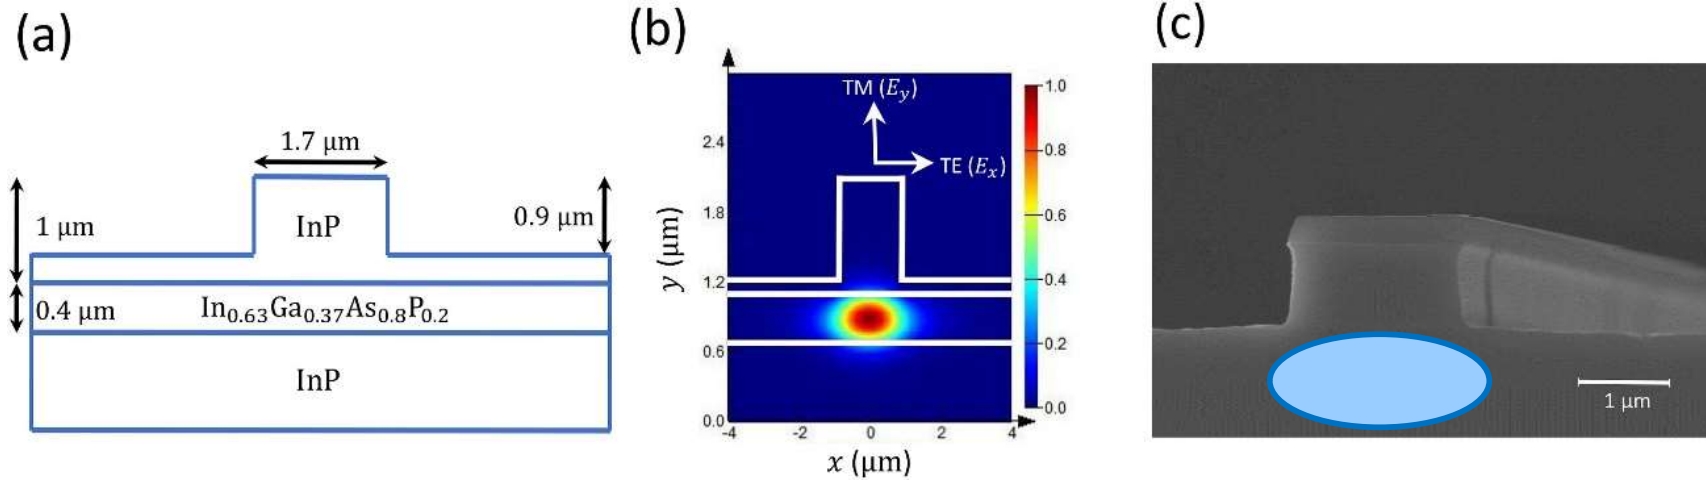 (a)
1.7 μm
1 μm
InP
0.9 μm
0.4 μm
In₀.₆₃Ga₀.₃₇As₀.₈P₀.₂
InP
(b)
TM (E_y)
TE (E_x)
y (μm)
2.4
1.8
1.2
0.6
0.0
-4
-2
0
2
4
x (μm)
1.0
0.8
0.6
0.4
0.2
0.0
(c)
1 μm